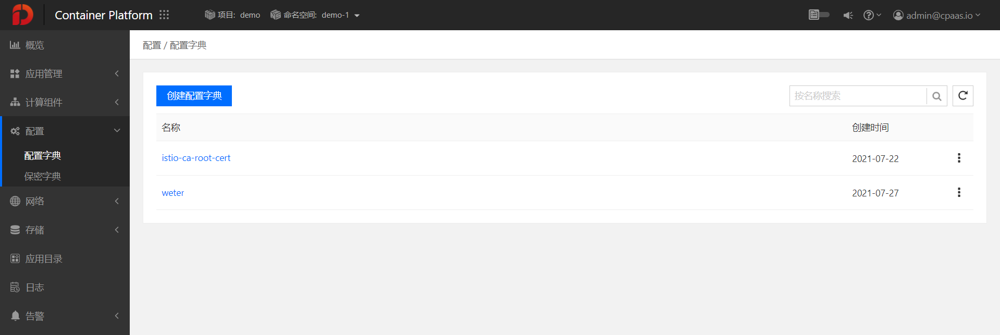 Container Platform
项目: demo
命名空间: demo-1
admin@cpaas.io
概览
应用管理
计算组件
配置
配置字典
保密字典
网络
存储
应用目录
日志
告警
配置 / 配置字典
创建配置字典
按名称搜索
名称 创建时间
istio-ca-root-cert 2021-07-22
weter 2021-07-27